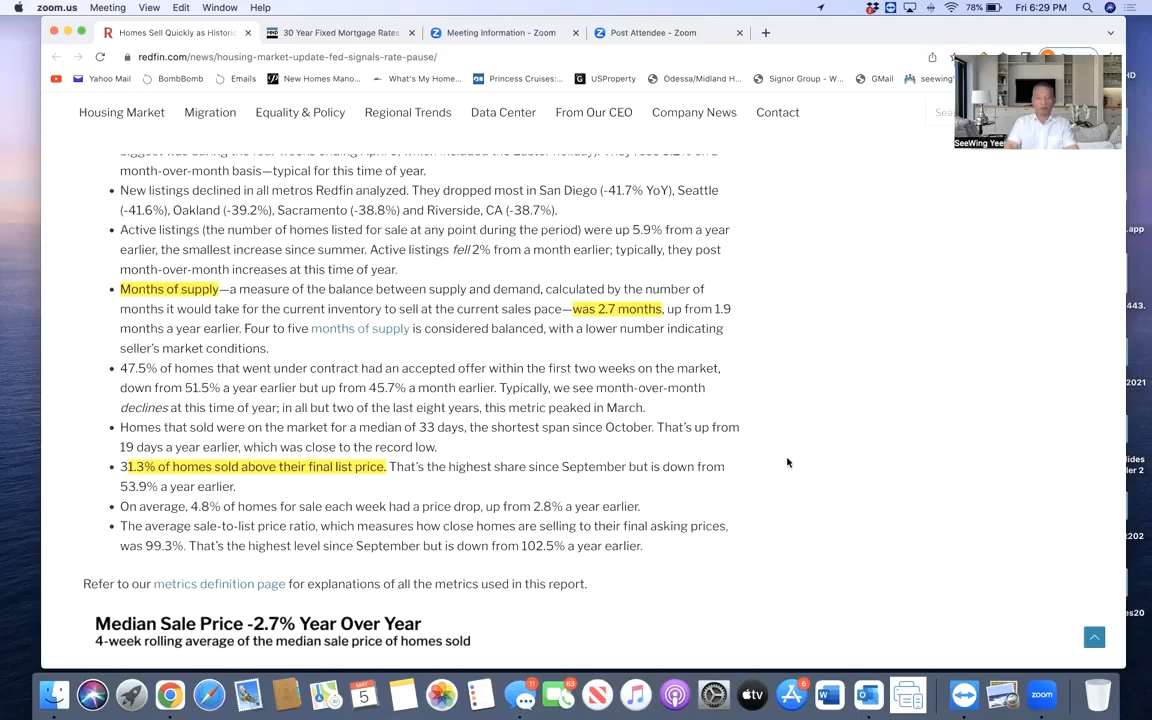 zoom.us Meeting View Edit Window Help
78% Fri 6:29 PM
R Homes Sell Quickly as Historic
30 Year Fixed Mortgage Rates
Meeting Information - Zoom
Post Attendee - Zoom
redfin.com/news/housing-market-update-fed-signals-rate-pause/
Yahoo Mail BombBomb Emails New Homes Mano... What's My Home... Princess Cruises:... USProperty Odessa/Midland H... Signor Group - W... GMail seewing'
Housing Market Migration Equality & Policy Regional Trends Data Center From Our CEO Company News Contact
SeeWing Yee
month-over-month basis—typical for this time of year.
• New listings declined in all metros Redfin analyzed. They dropped most in San Diego (-41.7% YoY), Seattle
(-41.6%), Oakland (-39.2%), Sacramento (-38.8%) and Riverside, CA (-38.7%).
• Active listings (the number of homes listed for sale at any point during the period) were up 5.9% from a year
earlier, the smallest increase since summer. Active listings fell 2% from a month earlier; typically, they post
month-over-month increases at this time of year.
• Months of supply—a measure of the balance between supply and demand, calculated by the number of
months it would take for the current inventory to sell at the current sales pace—was 2.7 months, up from 1.9
months a year earlier. Four to five months of supply is considered balanced, with a lower number indicating
seller's market conditions.
• 47.5% of homes that went under contract had an accepted offer within the first two weeks on the market,
down from 51.5% a year earlier but up from 45.7% a month earlier. Typically, we see month-over-month
declines at this time of year; in all but two of the last eight years, this metric peaked in March.
• Homes that sold were on the market for a median of 33 days, the shortest span since October. That's up from
19 days a year earlier, which was close to the record low.
• 31.3% of homes sold above their final list price. That's the highest share since September but is down from
53.9% a year earlier.
• On average, 4.8% of homes for sale each week had a price drop, up from 2.8% a year earlier.
• The average sale-to-list price ratio, which measures how close homes are selling to their final asking prices,
was 99.3%. That's the highest level since September but is down from 102.5% a year earlier.
Refer to our metrics definition page for explanations of all the metrics used in this report.
Median Sale Price -2.7% Year Over Year
4-week rolling average of the median sale price of homes sold
HD
.app
443.
2021
lides
ler 2
202
es20
MAY
5
11
63
6
tv
W
zoom